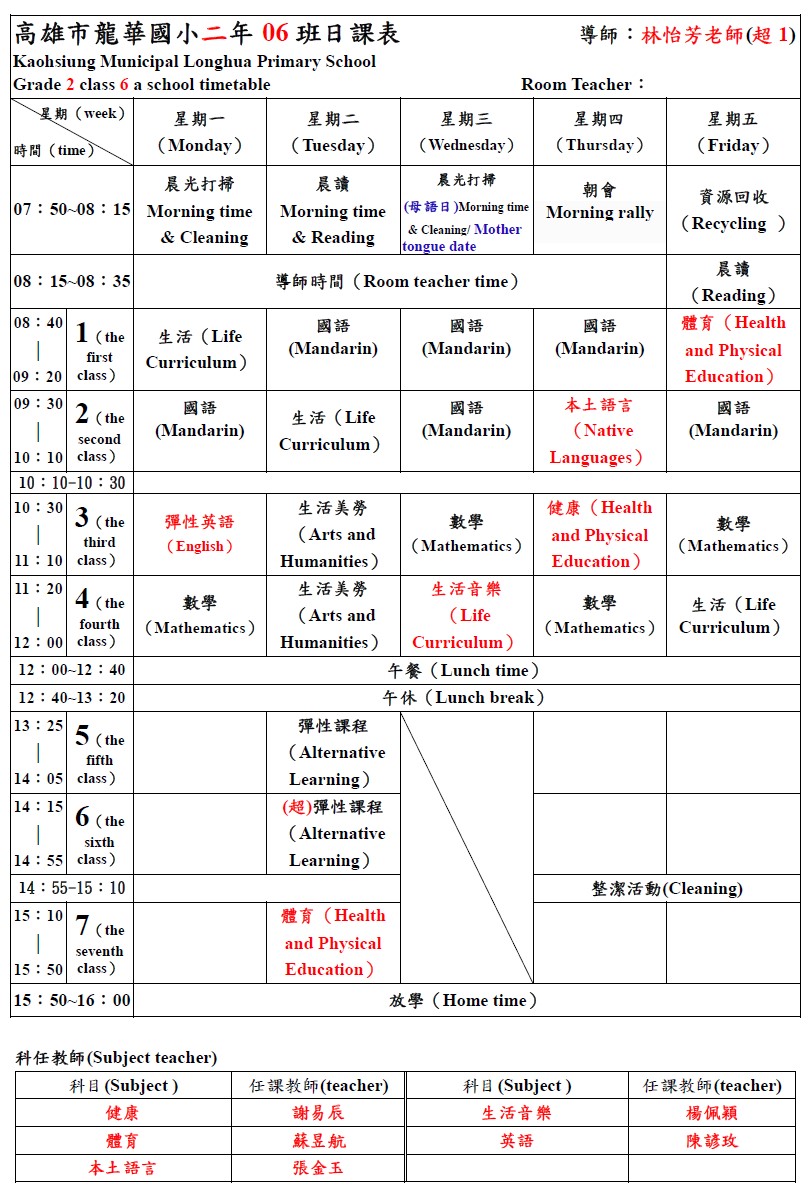 高雄市龍華國小二年 06 班日課表 導師：林怡芳老師(超 1)
Kaohsiung Municipal Longhua Primary School
Grade 2 class 6 a school timetable Room Teacher：
星期（week）
時間（time）
星期一
（Monday）
星期二
（Tuesday）
星期三
（Wednesday）
星期四
（Thursday）
星期五
（Friday）
07：50~08：15
晨光打掃
Morning time
& Cleaning
晨讀
Morning time
& Reading
晨光打掃
(母語日)Morning time
& Cleaning/ Mother
tongue date
朝會
Morning rally
資源回收
（Recycling ）
08：15~08：35
導師時間（Room teacher time）
晨讀
（Reading）
08：40
｜
09：20
1（the
first
class）
生活（Life
Curriculum）
國語
(Mandarin)
國語
(Mandarin)
國語
(Mandarin)
體育（Health
and Physical
Education）
09：30
｜
10：10
2（the
second
class）
國語
(Mandarin)
生活（Life
Curriculum）
國語
(Mandarin)
本土語言
（Native
Languages）
國語
(Mandarin)
10：10-10：30
10：30
｜
11：10
3（the
third
class）
彈性英語
（English）
生活美勞
（Arts and
Humanities）
數學
（Mathematics）
健康（Health
and Physical
Education）
數學
（Mathematics）
11：20
｜
12：00
4（the
fourth
class）
數學
（Mathematics）
生活美勞
（Arts and
Humanities）
生活音樂
（Life
Curriculum）
數學
（Mathematics）
生活（Life
Curriculum）
12：00~12：40
午餐（Lunch time）
12：40~13：20
午休（Lunch break）
13：25
｜
14：05
5（the
fifth
class）
彈性課程
（Alternative
Learning）
14：15
｜
14：55
6（the
sixth
class）
(超)彈性課程
（Alternative
Learning）
14：55-15：10
整潔活動(Cleaning)
15：10
｜
15：50
7（the
seventh
class）
體育（Health
and Physical
Education）
15：50~16：00
放學（Home time）
科任教師(Subject teacher)
科目(Subject ) 任課教師(teacher) 科目(Subject ) 任課教師(teacher)
健康 謝易辰 生活音樂 楊佩穎
體育 蘇昱航 英語 陳諺玫
本土語言 張金玉